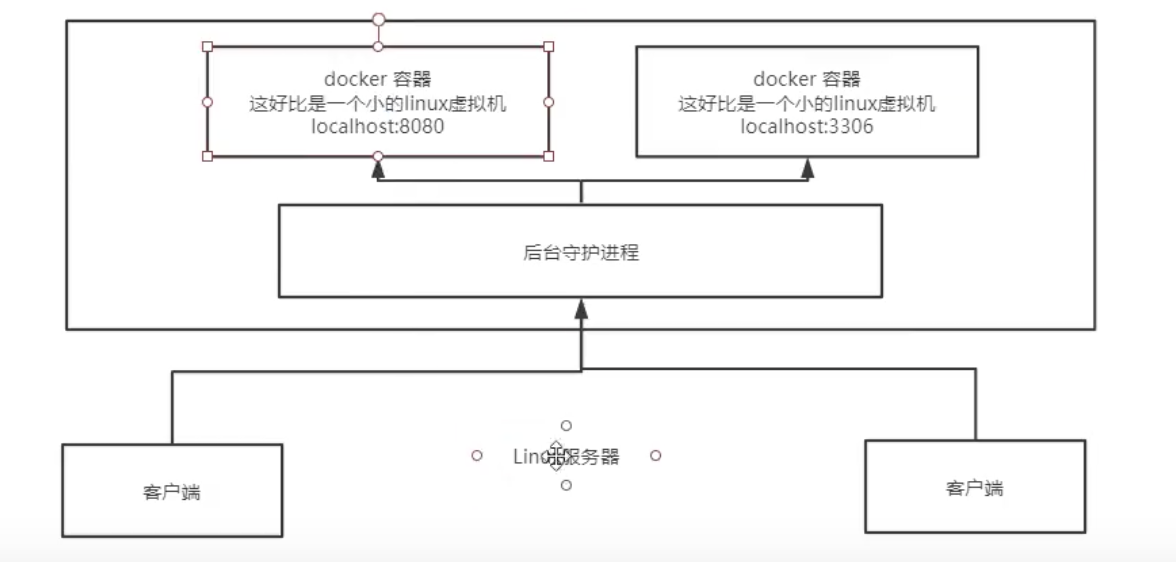 docker 容器
这好比是一个小的linux虚拟机
localhost:8080
docker 容器
这好比是一个小的linux虚拟机
localhost:3306
后台守护进程
客户端
服务器
客户端